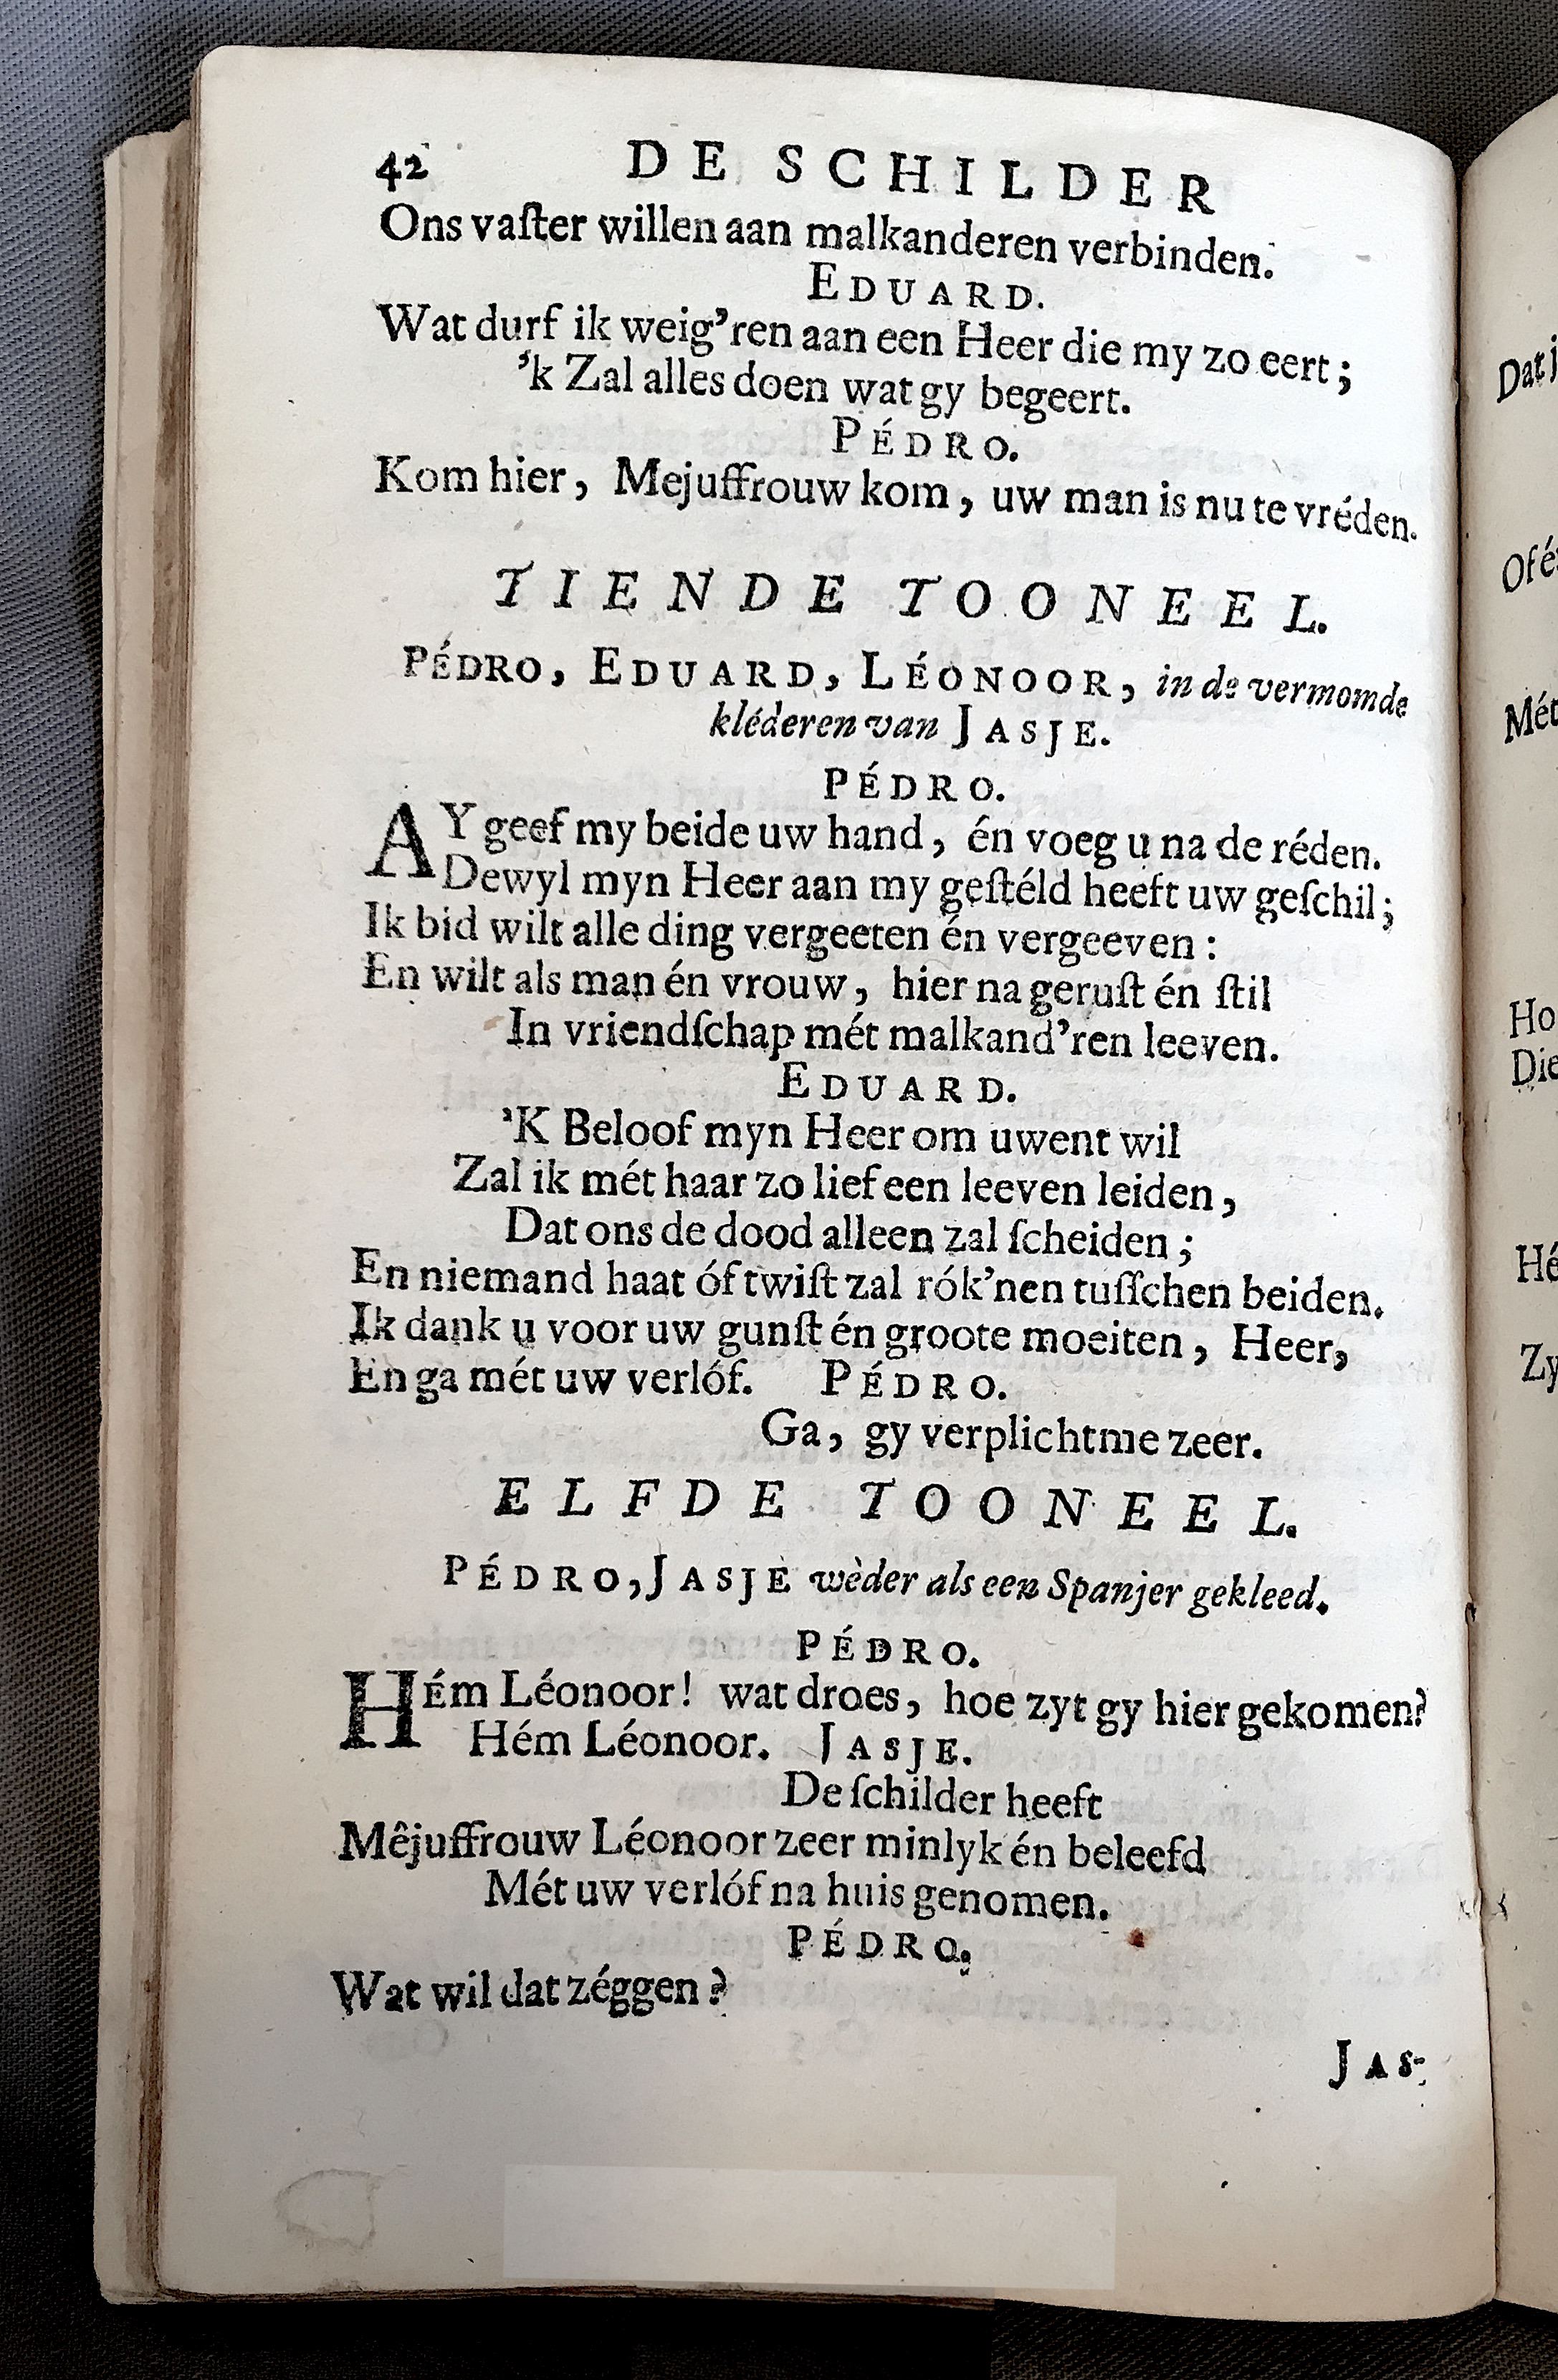 42 DE SCHILDER
Ons vaſter willen aan malkanderen verbinden.
EDUARD.
Wat durf ik weig'ren aan een Heer die my zo eert;
'k Zal alles doen wat gy begeert.
PÉDRO.
Kom hier, Mejuffrouw kom, uw man is nu te vréden.
TIENDE TOONEEL.
PÉDRO, EDUARD, LÉONOOR, in de vermomde
kléderen van JASJE.
PÉDRO.
AY geef my beide uw hand, én voeg u na de réden.
Dewyl myn Heer aan my geſtéld heeft uw geſchil;
Ik bid wilt alle ding vergeeten én vergeeven:
En wilt als man én vrouw, hier na geruſt én ſtil
In vriendſchap mét malkand'ren leeven.
EDUARD.
'K Beloof myn Heer om uwent wil
Zal ik mét haar zo lief een leeven leiden,
Dat ons de dood alleen zal ſcheiden;
En niemand haat óf twiſt zal rók'nen tuſſchen beiden.
Ik dank u voor uw gunſt én groote moeiten, Heer,
En ga mét uw verlóf. PÉDRO.
Ga, gy verplicht me zeer.
ELFDE TOONEEL.
PÉDRO, JASJE wèder als een Spanjer gekleed.
PÉDRO.
HÉm Léonoor! wat droes, hoe zyt gy hier gekomen?
Hém Léonoor. JASJE.
De ſchilder heeft
Mêjuffrouw Léonoor zeer minlyk én beleefd
Mét uw verlóf na huis genomen.
PÉDRO.
Wat wil dat zéggen?
JAS-
Dat j
Of é
Mét
Ho
Die
Hé
Zy